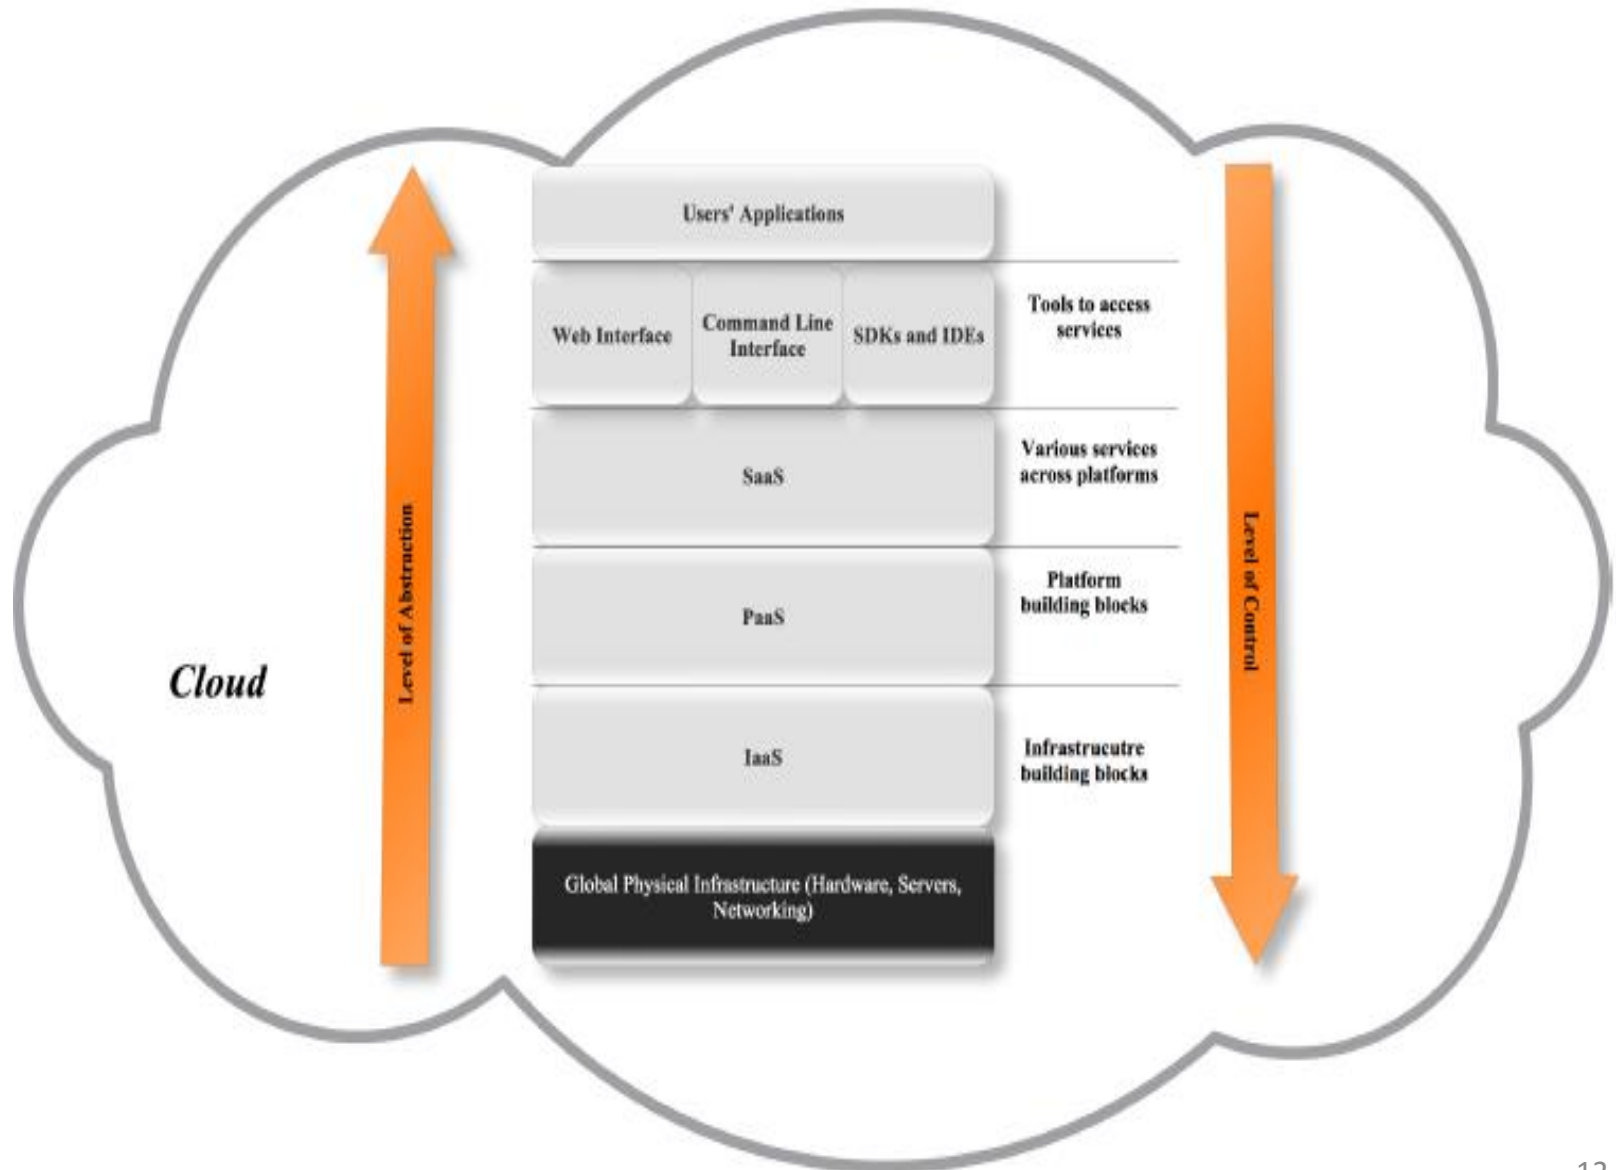 Users' Applications
Web Interface
Command Line
Interface
SDKs and IDEs
Tools to access
services
SaaS
Various services
across platforms
PaaS
Platform
building blocks
IaaS
Infrastrucutre
building blocks
Global Physical Infrastructure (Hardware, Servers,
Networking)
Level of Abstraction
Level of Control
Cloud